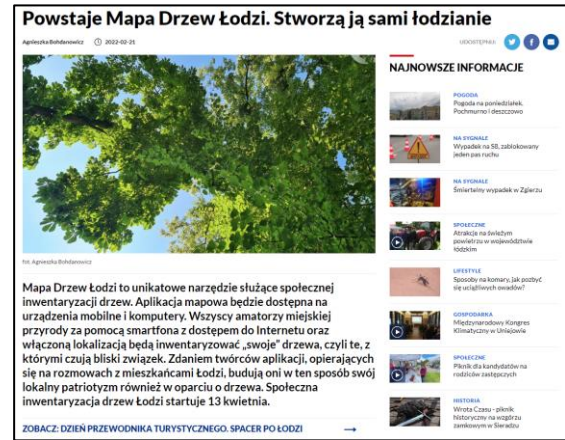 Powstaje Mapa Drzew Łodzi. Stworzą ją sami łodzianie
Agnieszka Bohdanowicz 2022-02-21
UDOSTĘPNIJ:
fot. Agnieszka Bohdanowicz
Mapa Drzew Łodzi to unikatowe narzędzie służące społecznej
inwentaryzacji drzew. Aplikacja mapowa będzie dostępna na
urządzenia mobilne i komputery. Wszyscy amatorzy miejskiej
przyrody za pomocą smartfona z dostępem do Internetu oraz
włączoną lokalizacją będą inwentaryzować „swoje” drzewa, czyli te, z
którymi czują bliski związek. Zdaniem twórców aplikacji, opierających
się na rozmowach z mieszkańcami Łodzi, budują oni w ten sposób swój
lokalny patriotyzm również w oparciu o drzewa. Społeczna
inwentaryzacja drzew Łodzi startuje 13 kwietnia.
ZOBACZ: DZIEŃ PRZEWODNIKA TURYSTYCZNEGO. SPACER PO ŁODZI
NAJNOWSZE INFORMACJE
POGODA
Pogoda na poniedziałek.
Pochmurno i deszczowo
NA SYGNALE
Wypadek na S8, zablokowany
jeden pas ruchu
NA SYGNALE
Śmiertelny wypadek w Zgierzu
SPOŁECZNE
Atrakcje na świeżym
powietrzu w województwie
łódzkim
LIFESTYLE
Sposoby na komary, jak pozbyć
się uciążliwych owadów?
GOSPODARKA
Międzynarodowy Kongres
Klimatyczny w Uniejowie
SPOŁECZNE
Piknik dla kandydatów na
rodziców zastępczych
HISTORIA
Wrota Czasu - piknik
historyczny na wzgórzu
zamkowym w Sieradzu